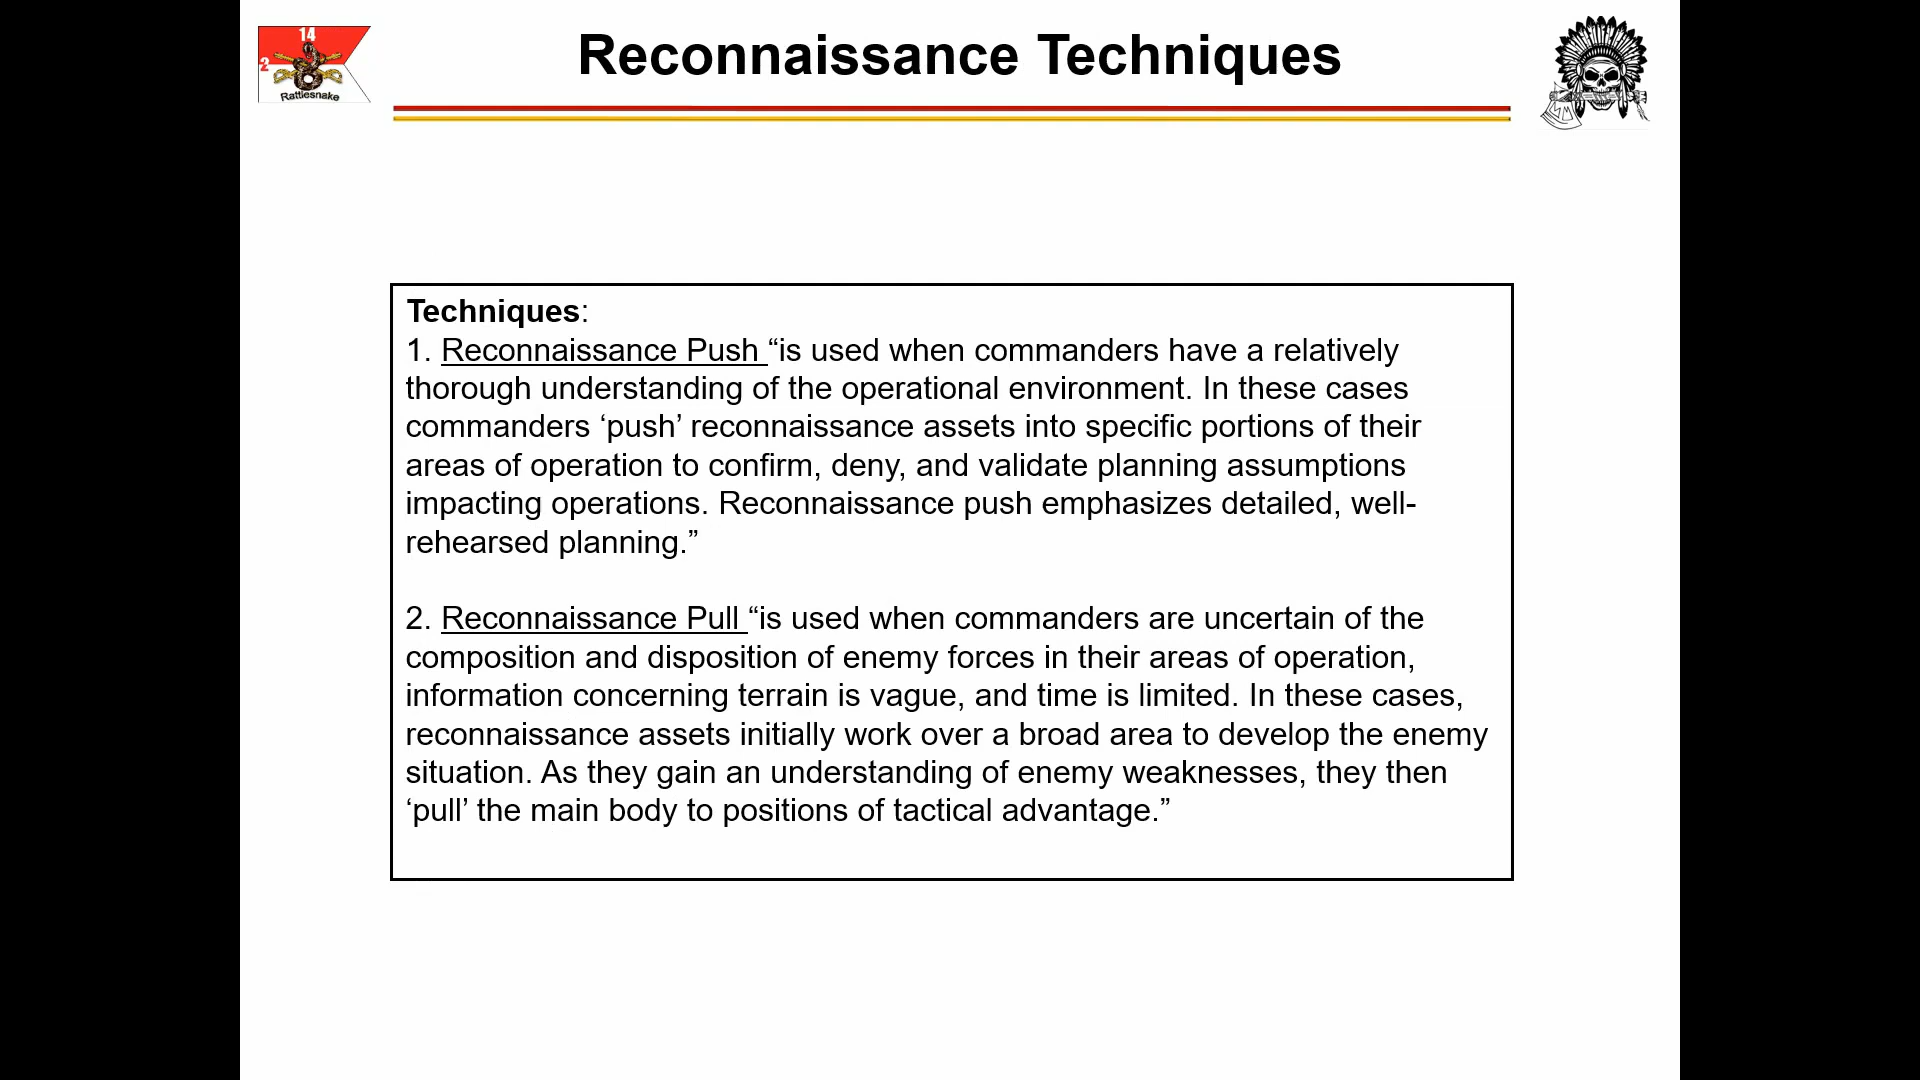 14
2
Rattlesnake
Reconnaissance Techniques
Techniques:
1. Reconnaissance Push “is used when commanders have a relatively
thorough understanding of the operational environment. In these cases
commanders ‘push’ reconnaissance assets into specific portions of their
areas of operation to confirm, deny, and validate planning assumptions
impacting operations. Reconnaissance push emphasizes detailed, well-
rehearsed planning.”
2. Reconnaissance Pull “is used when commanders are uncertain of the
composition and disposition of enemy forces in their areas of operation,
information concerning terrain is vague, and time is limited. In these cases,
reconnaissance assets initially work over a broad area to develop the enemy
situation. As they gain an understanding of enemy weaknesses, they then
‘pull’ the main body to positions of tactical advantage.”